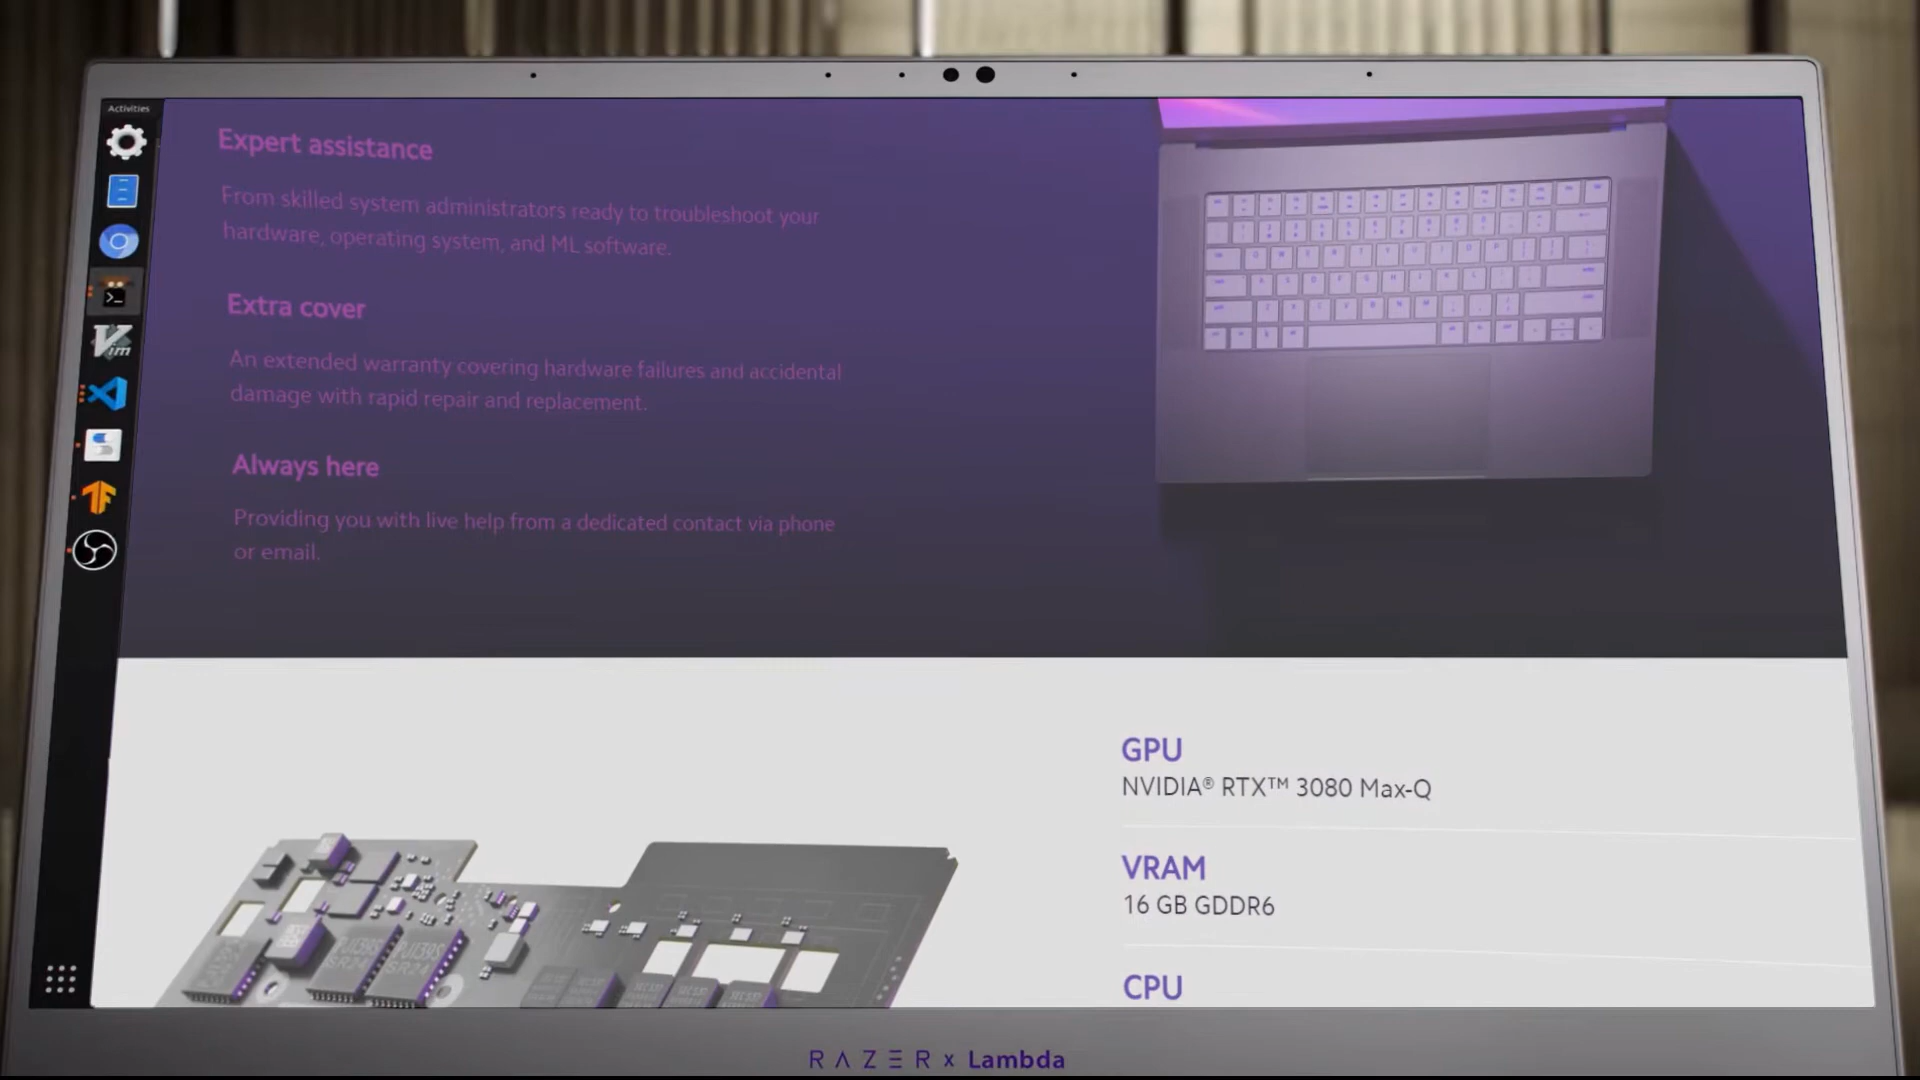 Activities
Expert assistance
From skilled system administrators ready to troubleshoot your
hardware, operating system, and ML software.
Extra cover
An extended warranty covering hardware failures and accidental
damage with rapid repair and replacement.
Always here
Providing you with live help from a dedicated contact via phone
or email.
Vim
GPU
NVIDIA® RTX™ 3080 Max-Q
VRAM
16 GB GDDR6
CPU
RAZER x Lambda